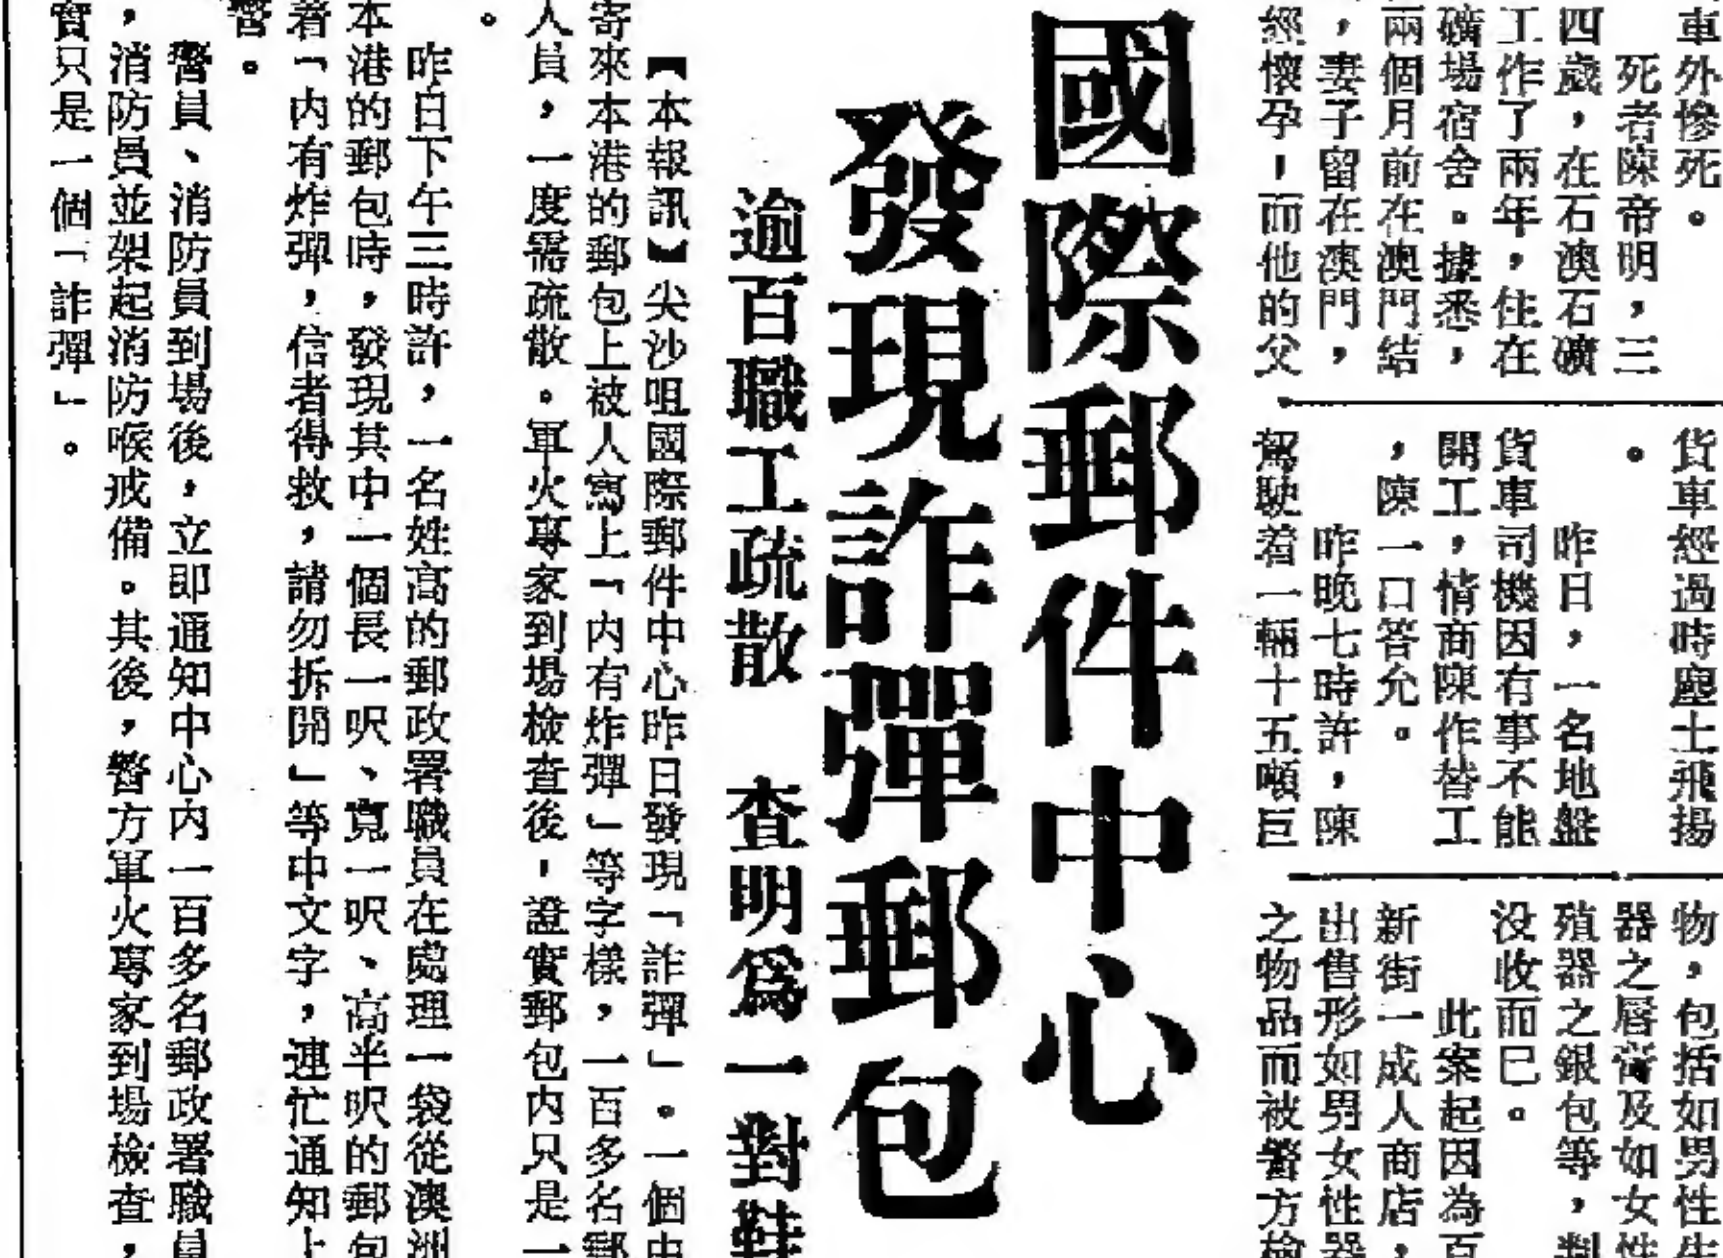 車外慘死。
死者陳帝明，三
四歲，在石澳石礦
工作了兩年，住在
礦場宿舍。據悉，
兩個月前在澳門結
，妻子留在澳門，
經懷孕，而他的父
貨車經過時塵土飛揚
。
昨日，一名地盤
貨車司機因有事不能
開工，情商陳作替工
，陳一口答允。
昨晚七時許，陳
駕駛着一輛十五噸巨
物，包括如男性生
器之唇膏及如女性
殖器之銀包等，判
没收而已。
此案起因為百
新街一成人商店，
出售形如男女性器
之物品而被警方檢
國際郵件中心
發現詐彈郵包
逾百職工疏散　查明為一對鞋
【本報訊】尖沙咀國際郵件中心昨日發現「詐彈」。一個由
寄來本港的郵包上被人寫上「内有炸彈」等字樣，一百多名郵
人員，一度需疏散。軍火專家到場檢查後，證實郵包内只是一
。
昨日下午三時許，一名姓高的郵政署職員在處理一袋從澳洲
本港的郵包時，發現其中一個長一呎、寬一呎、高半呎的郵包
着「内有炸彈，信者得救，請勿拆開」等中文字，連忙通知上
警。
警員、消防員到場後，立即通知中心内一百多名郵政署職員
，消防員並架起消防喉戒備。其後，警方軍火專家到場檢查，
實只是一個「詐彈」。